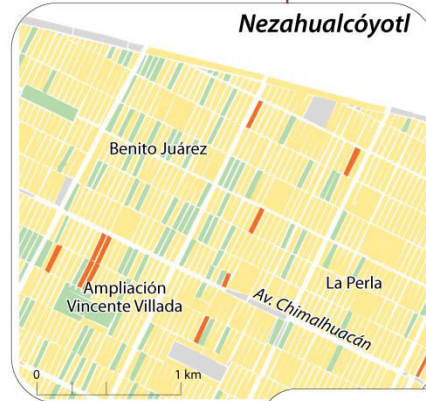 Nezahualcóyotl
Benito Juárez
La Perla
Ampliación
Vincente Villada
Av. Chimalhuacán
0 1 km